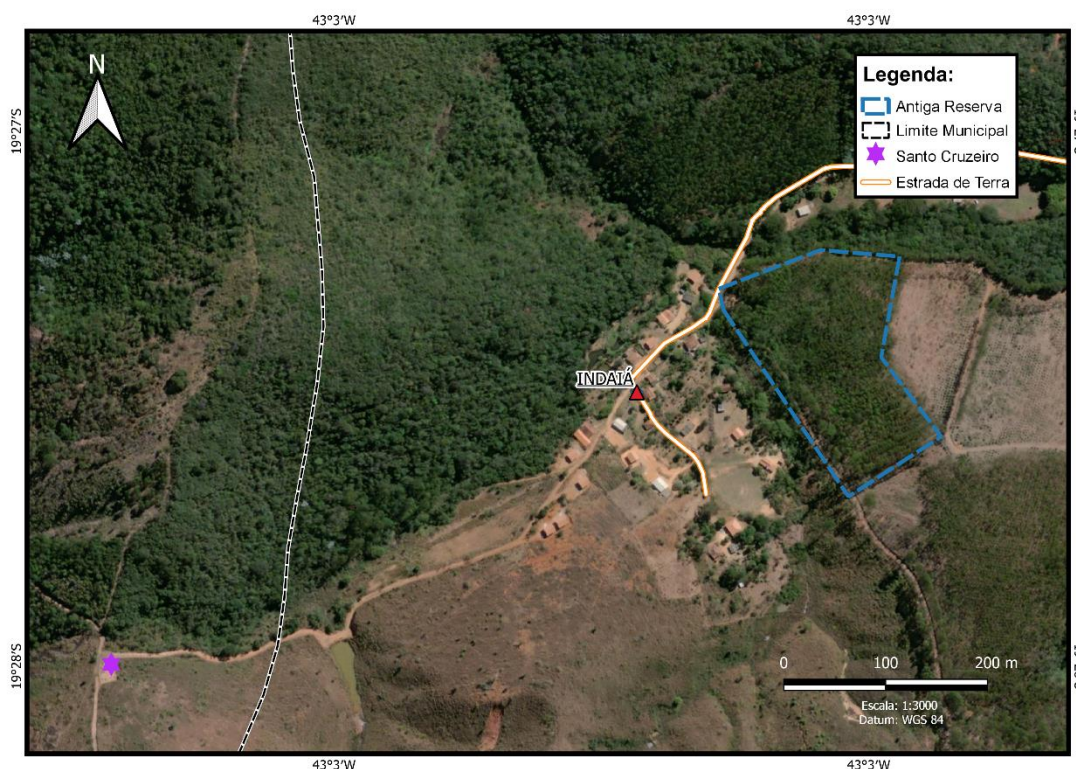 43°3'W 43°3'W
N
Legenda:
Antiga Reserva
Limite Municipal
Santo Cruzeiro
Estrada de Terra
19°27'S
INDAIÁ
19°28'S
0 100 200 m
Escala: 1:3000
Datum: WGS 84
43°3'W 43°3'W